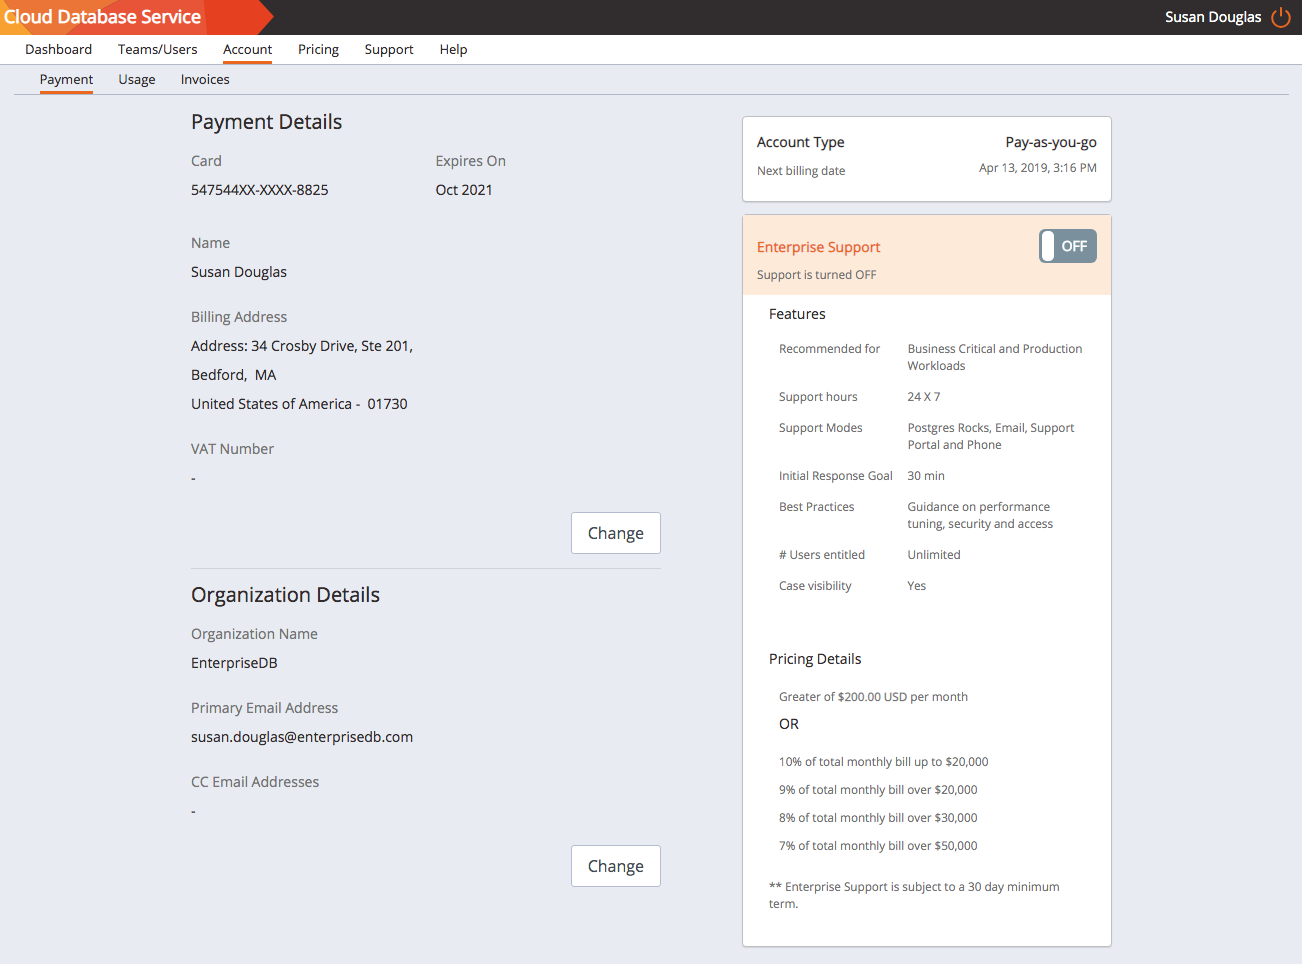 Cloud Database Service
Susan Douglas
Dashboard Teams/Users Account Pricing Support Help
Payment Usage Invoices
Payment Details
Card Expires On
547544XX-XXXX-8825 Oct 2021
Name
Susan Douglas
Billing Address
Address: 34 Crosby Drive, Ste 201,
Bedford, MA
United States of America - 01730
VAT Number
-
Change
Organization Details
Organization Name
EnterpriseDB
Primary Email Address
susan.douglas@enterprisedb.com
CC Email Addresses
-
Change
Account Type Pay-as-you-go
Next billing date Apr 13, 2019, 3:16 PM
Enterprise Support OFF
Support is turned OFF
Features
Recommended for Business Critical and Production
Workloads
Support hours 24 X 7
Support Modes Postgres Rocks, Email, Support
Portal and Phone
Initial Response Goal 30 min
Best Practices Guidance on performance
tuning, security and access
# Users entitled Unlimited
Case visibility Yes
Pricing Details
Greater of $200.00 USD per month
OR
10% of total monthly bill up to $20,000
9% of total monthly bill over $20,000
8% of total monthly bill over $30,000
7% of total monthly bill over $50,000
** Enterprise Support is subject to a 30 day minimum
term.